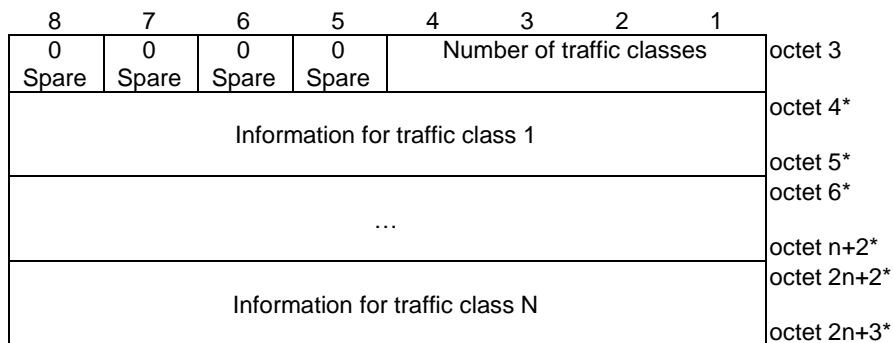 8 7 6 5 4 3 2 1
0 0 0 0 Number of traffic classes octet 3
Spare Spare Spare Spare
octet 4*
Information for traffic class 1
octet 5*
octet 6*
…
octet n+2*
octet 2n+2*
Information for traffic class N
octet 2n+3*